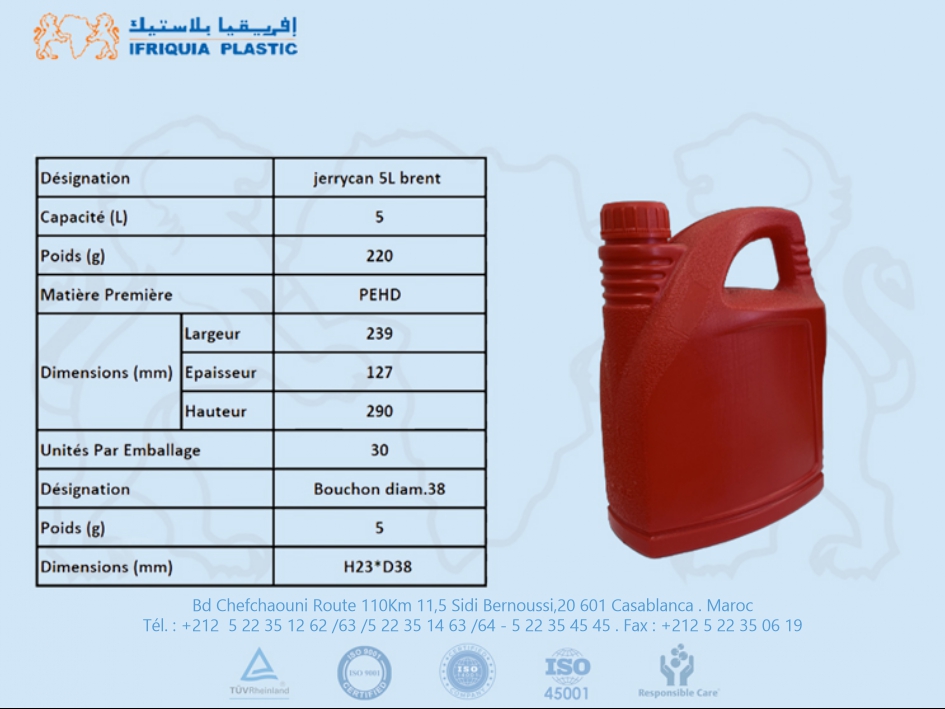 إفريقيا بلاستيك
IFRIQUIA PLASTIC
Désignation jerrycan 5L brent
Capacité (L) 5
Poids (g) 220
Matière Première PEHD
Dimensions (mm) Largeur 239
Epaisseur 127
Hauteur 290
Unités Par Emballage 30
Désignation Bouchon diam.38
Poids (g) 5
Dimensions (mm) H23*D38
Bd Chefchaouni Route 110Km 11,5 Sidi Bernoussi,20 601 Casablanca . Maroc
Tél. : +212 5 22 35 12 62 /63 /5 22 35 14 63 /64 - 5 22 35 45 45 . Fax : +212 5 22 35 06 19
TÜVRheinland
ISO 9001
CERTIFIED
CERTIFIED
ISO
COMPANY
ISO
45001
Responsible Care